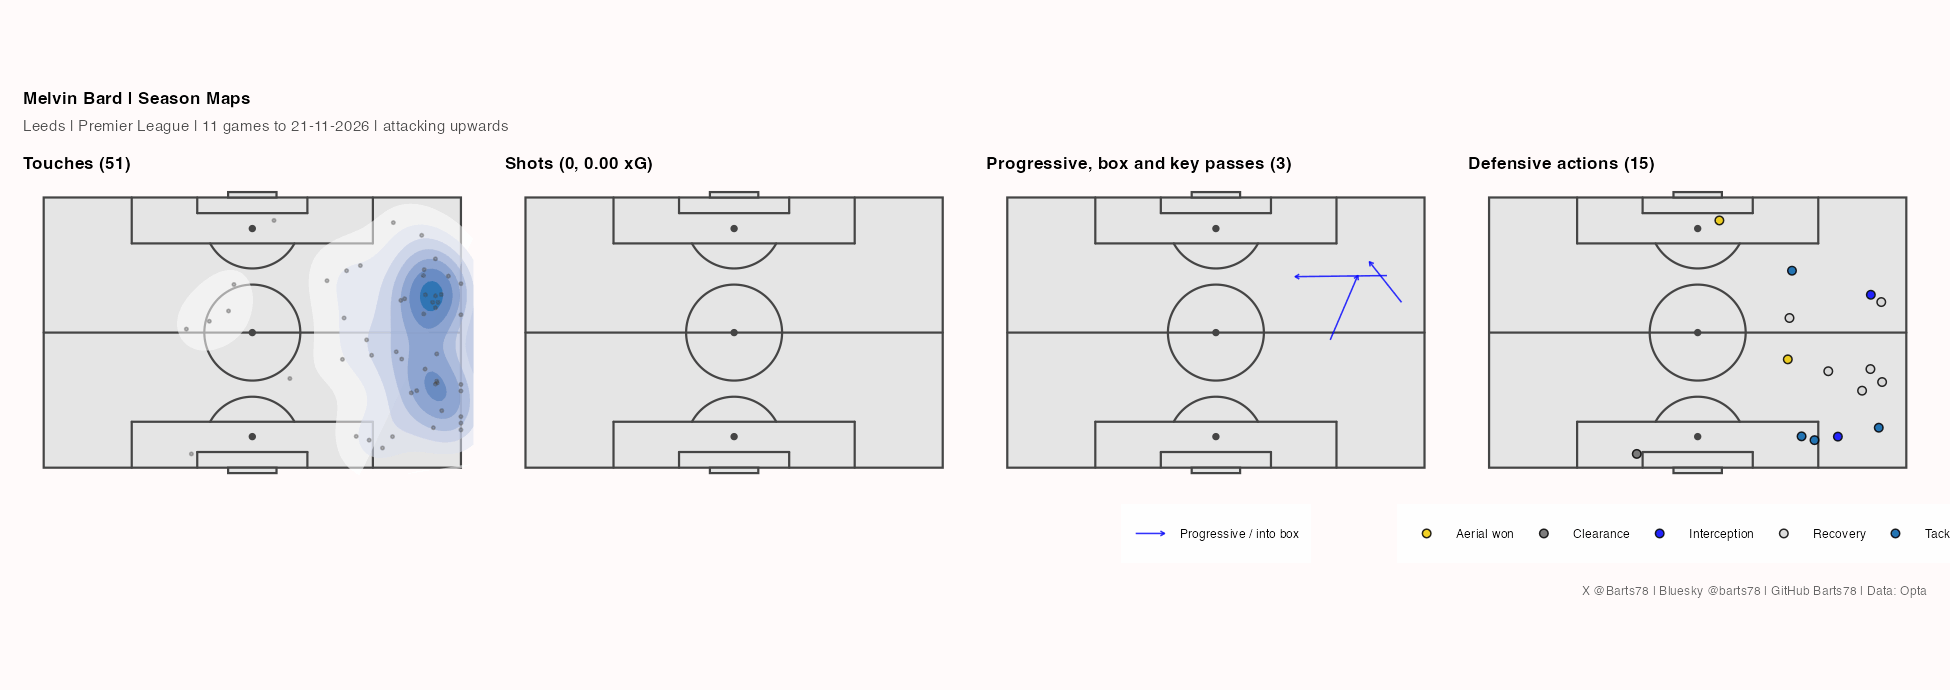 Melvin Bard | Season Maps
Leeds | Premier League | 11 games to 21-11-2026 | attacking upwards
Touches (51)
Shots (0, 0.00 xG)
Progressive, box and key passes (3)
Defensive actions (15)
Progressive / into box
Aerial won
Clearance
Interception
Recovery
Tack
X @Barts78 | Bluesky @barts78 | GitHub Barts78 | Data: Opta